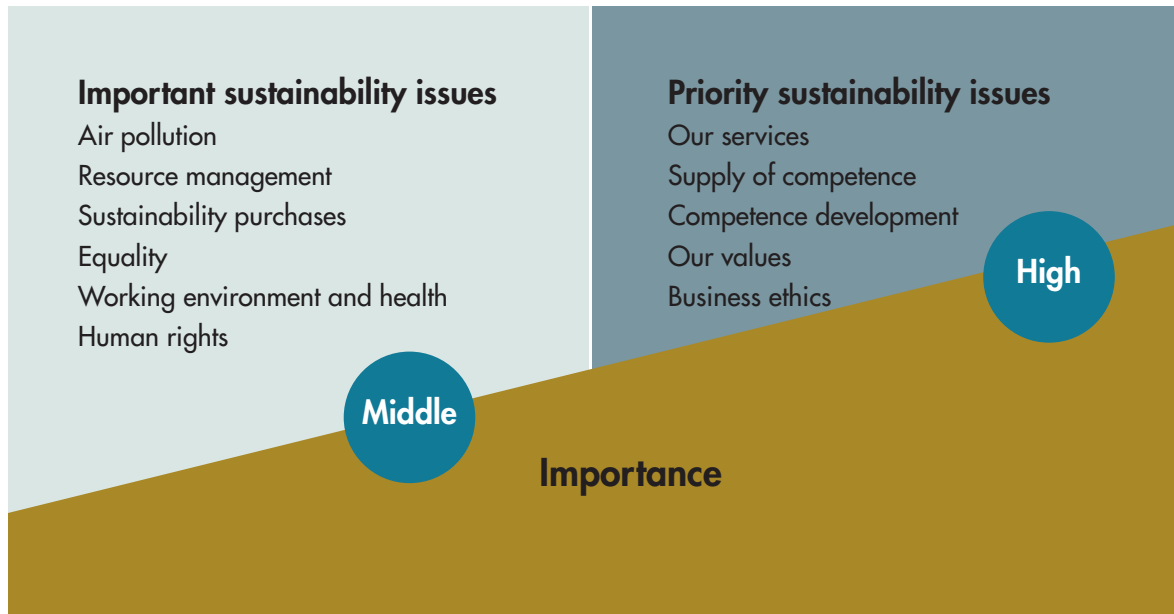 Important sustainability issues
Air pollution
Resource management
Sustainability purchases
Equality
Working environment and health
Human rights
Middle
Priority sustainability issues
Our services
Supply of competence
Competence development
Our values
Business ethics
High
Importance